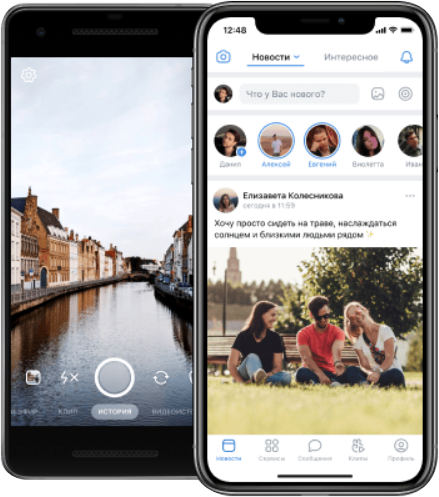 12:48
Новости
Интересное
Что у Вас нового?
Данил
Алексей
Евгений
Виолетта
Иван
Елизавета Колесникова
сегодня в 11:59
Хочу просто сидеть на траве, наслаждаться
солнцем и близкими людьми рядом ✨
КЛИП
ИСТОРИЯ
Новости
Сервисы
Сообщения
Клипы
Профиль